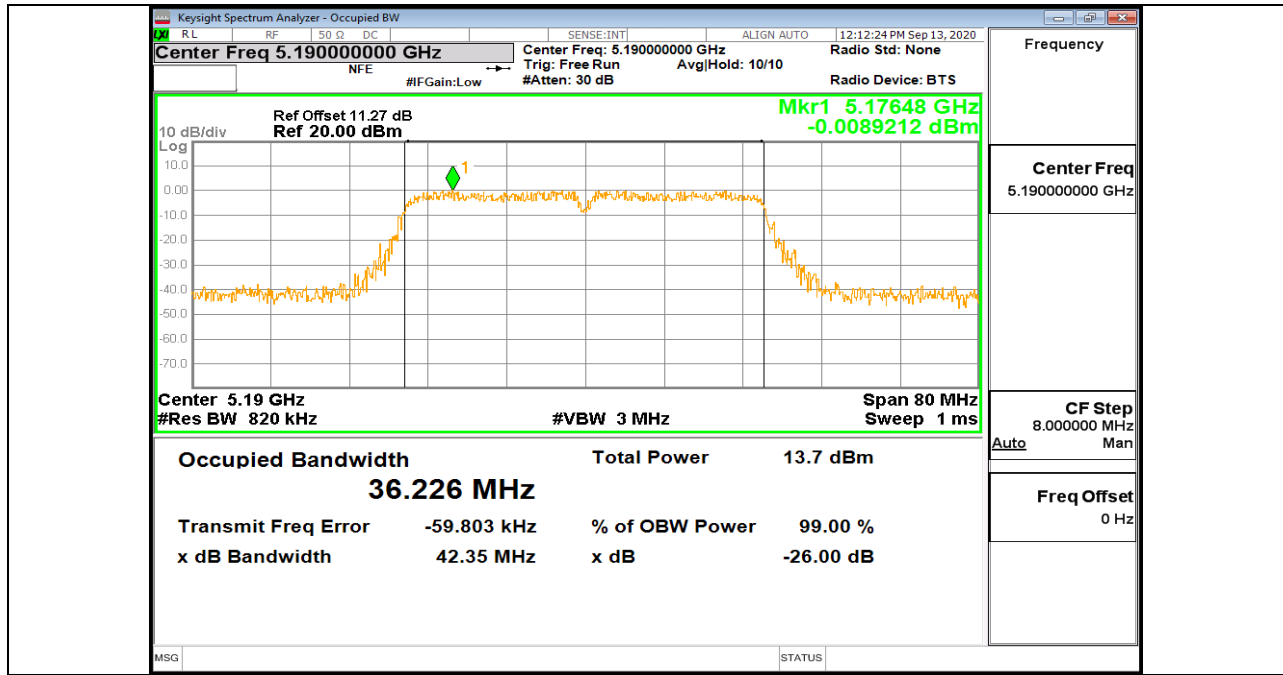 Keysight Spectrum Analyzer - Occupied BW
LXI RL RF 50 Ω DC SENSE:INT ALIGN AUTO 12:12:24 PM Sep 13, 2020
Center Freq 5.190000000 GHz
NFE
#IFGain:Low
Center Freq: 5.190000000 GHz
Trig: Free Run Avg|Hold: 10/10
#Atten: 30 dB
Radio Std: None
Radio Device: BTS
Mkr1 5.17648 GHz
-0.0089212 dBm
Ref Offset 11.27 dB
10 dB/div Ref 20.00 dBm
Log
10.0
0.00
-10.0
-20.0
-30.0
-40.0
-50.0
-60.0
-70.0
1
Center 5.19 GHz Span 80 MHz
#Res BW 820 kHz #VBW 3 MHz Sweep 1 ms
Occupied Bandwidth Total Power 13.7 dBm
36.226 MHz
Transmit Freq Error -59.803 kHz % of OBW Power 99.00 %
x dB Bandwidth 42.35 MHz x dB -26.00 dB
MSG STATUS
Frequency
Center Freq
5.190000000 GHz
CF Step
8.000000 MHz
Auto Man
Freq Offset
0 Hz